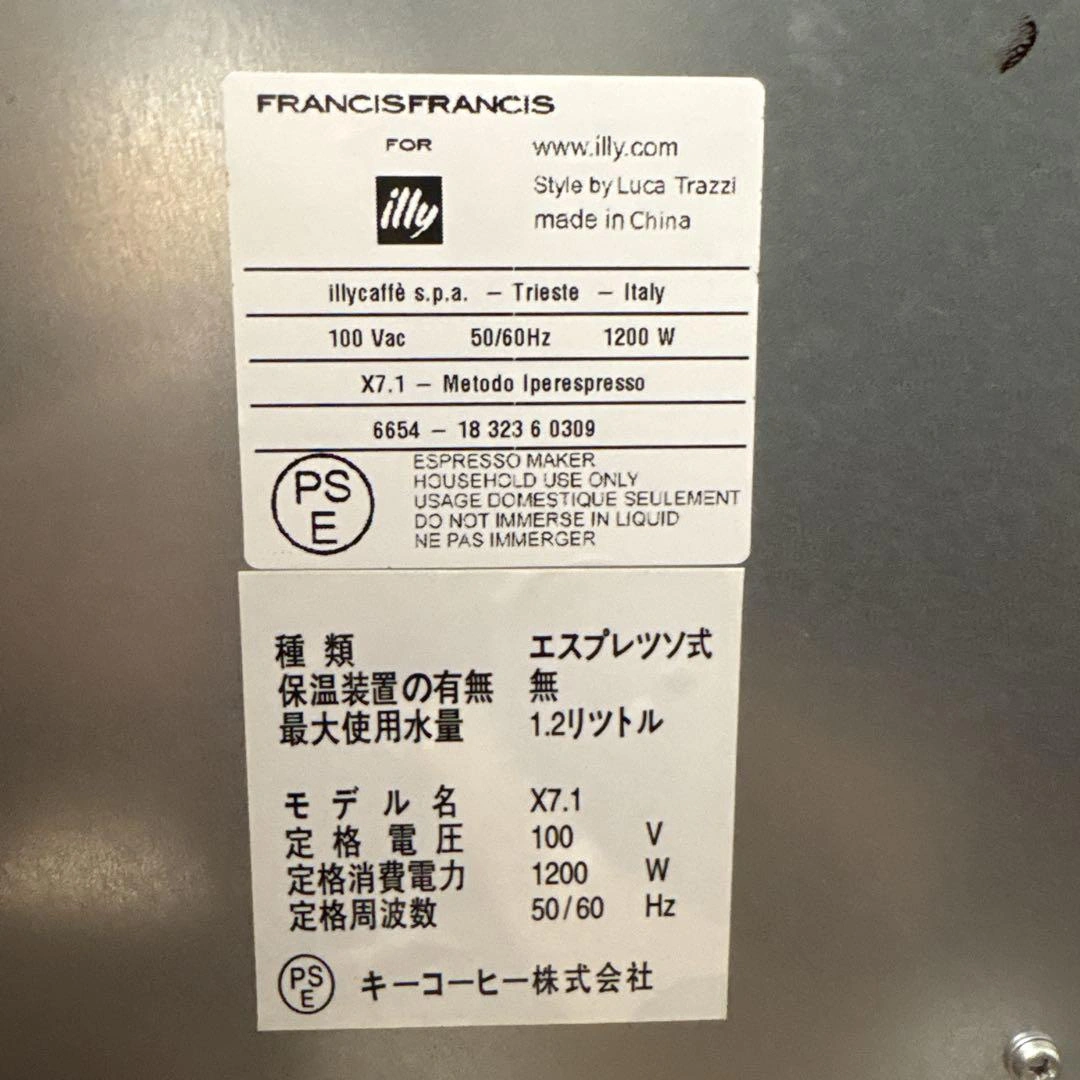 FRANCISFRANCIS
FOR
illy
www.illy.com
Style by Luca Trazzi
made in China
illycaffè s.p.a. – Trieste – Italy
100 Vac 50/60Hz 1200 W
X7.1 – Metodo Iperespresso
6654 – 18 323 6 0309
PS
E
ESPRESSO MAKER
HOUSEHOLD USE ONLY
USAGE DOMESTIQUE SEULEMENT
DO NOT IMMERSE IN LIQUID
NE PAS IMMERGER
種類 エスプレツソ式
保温装置の有無 無
最大使用水量 1.2リツトル
モデル名 X7.1
定格電圧 100 V
定格消費電力 1200 W
定格周波数 50/60 Hz
PS
E
キーコーヒー株式会社